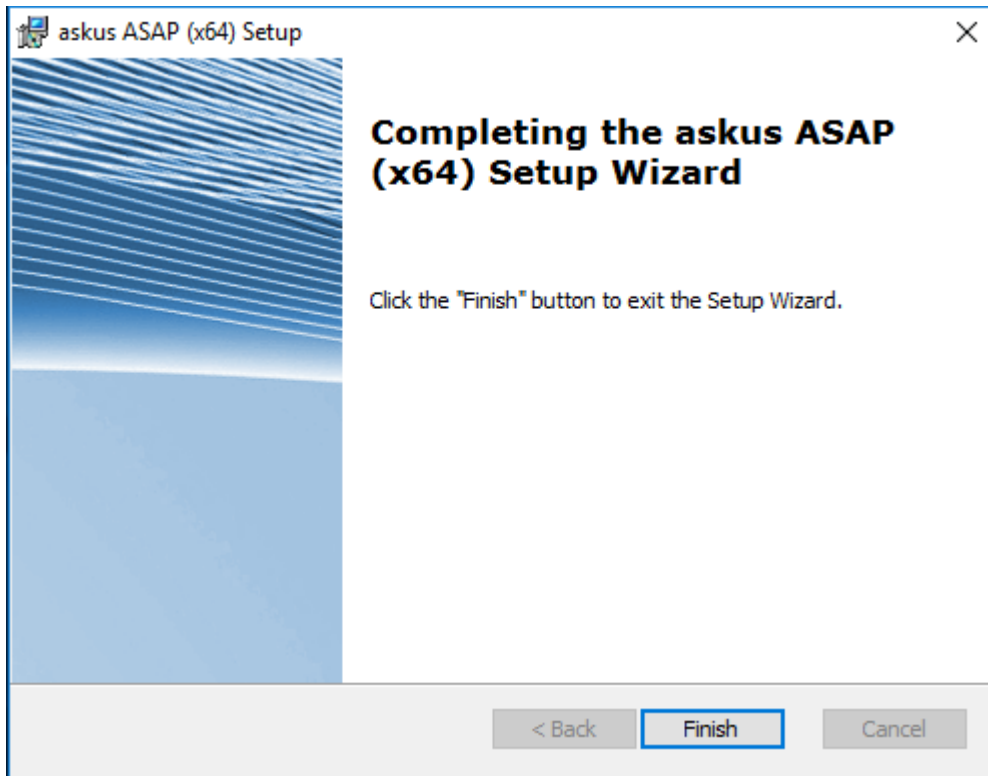 askus ASAP (x64) Setup
Completing the askus ASAP
(x64) Setup Wizard
Click the "Finish" button to exit the Setup Wizard.
< Back
Finish
Cancel